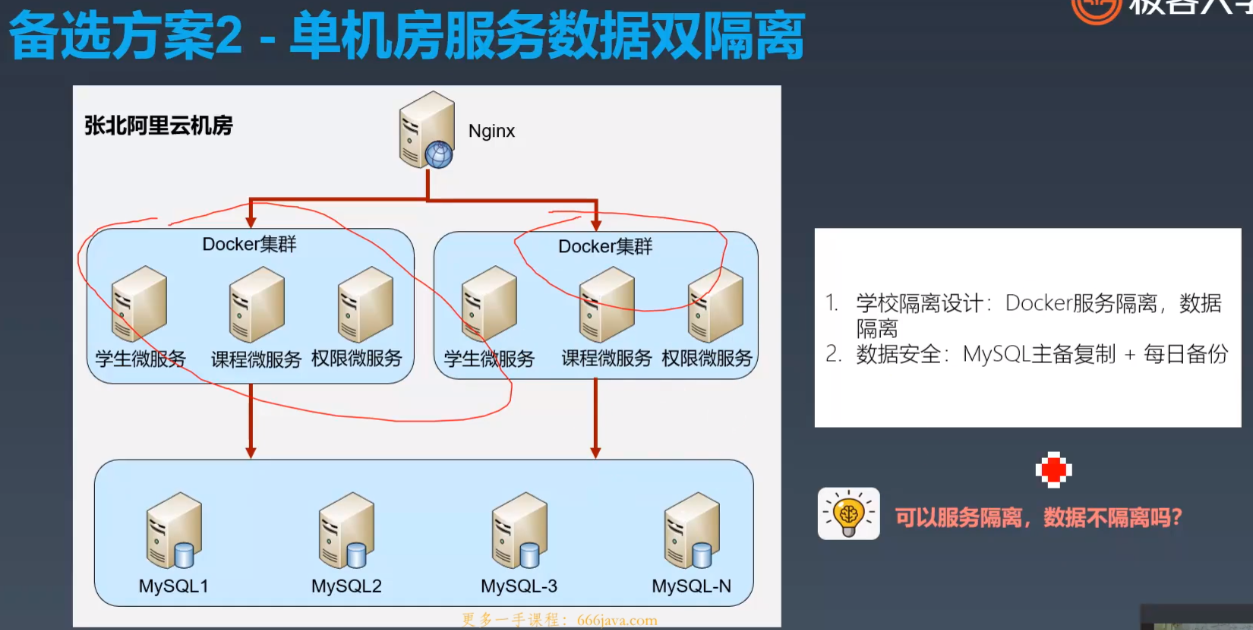 备选方案2 - 单机房服务数据双隔离
张北阿里云机房
Nginx
Docker集群
学生微服务
课程微服务
权限微服务
Docker集群
学生微服务
课程微服务
权限微服务
MySQL1
MySQL2
MySQL-3
MySQL-N
更多一手课程：666java.com
1. 学校隔离设计：Docker服务隔离，数据
隔离
2. 数据安全：MySQL主备复制 + 每日备份
可以服务隔离，数据不隔离吗？